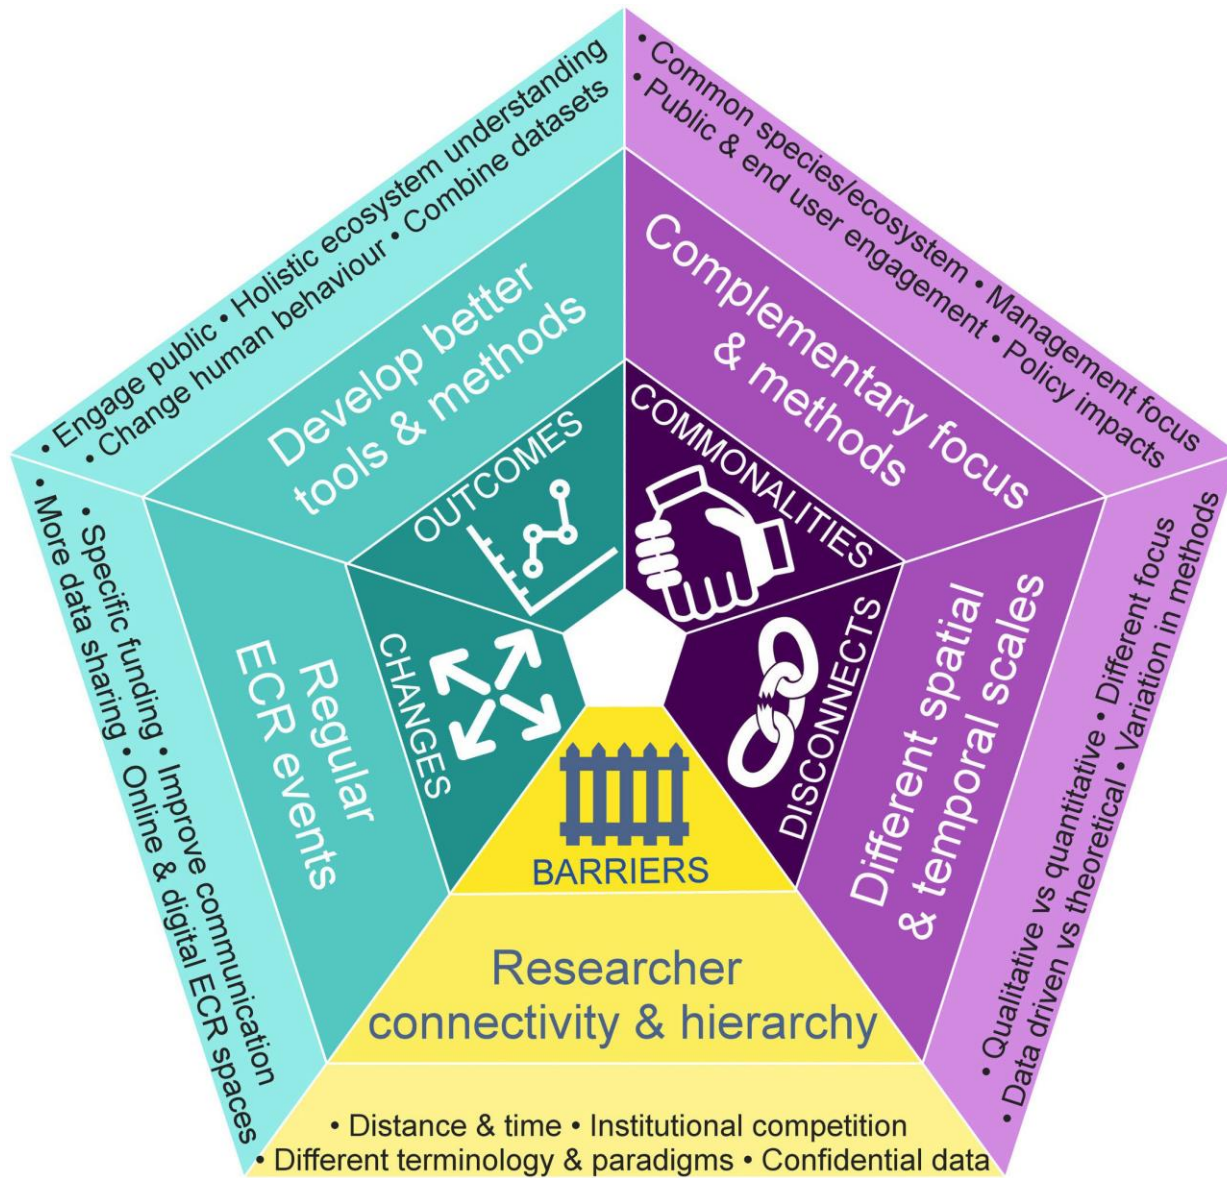 • Engage public • Holistic ecosystem understanding
• Change human behaviour • Combine datasets
Develop better
tools & methods
OUTCOMES
• Common species/ecosystem • Management focus
• Public & end user engagement • Policy impacts
Complementary focus
& methods
COMMONALITIES
• Qualitative vs quantitative • Different focus
• Data driven vs theoretical • Variation in methods
Different spatial
& temporal scales
DISCONNECTS
BARRIERS
Researcher
connectivity & hierarchy
• Distance & time • Institutional competition
• Different terminology & paradigms • Confidential data
• Specific funding • Improve communication
• More data sharing • Online & digital ECR spaces
Regular
ECR events
CHANGES